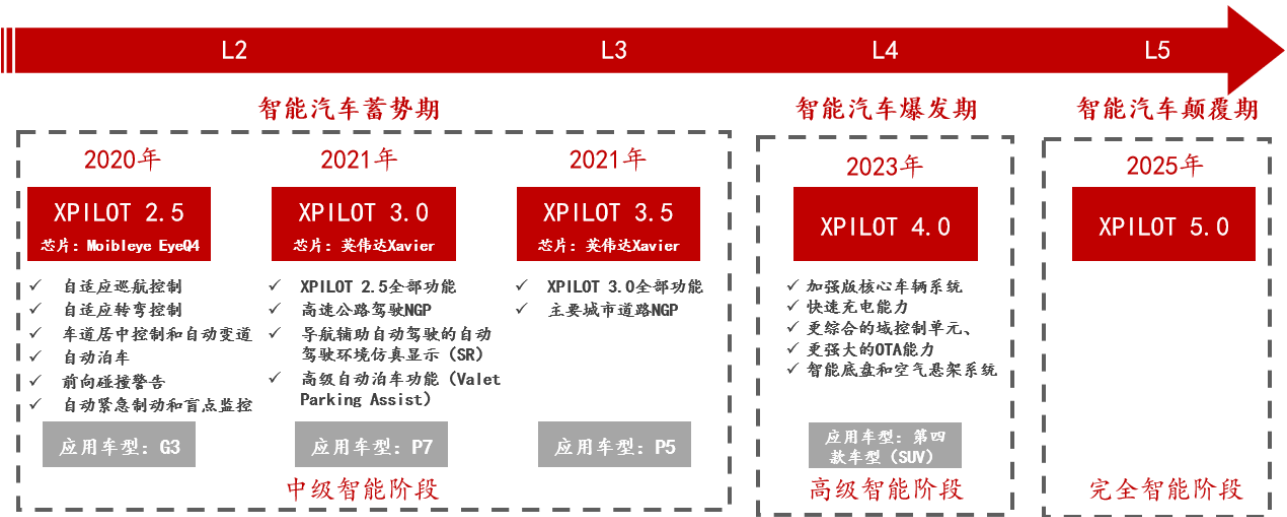 L2
L3
L4
L5
智能汽车蓄势期
智能汽车爆发期
智能汽车颠覆期
2020年
XPILOT 2.5
芯片：Moibleye EyeQ4
✓ 自适应巡航控制
✓ 自适应转弯控制
✓ 车道居中控制和自动变道
✓ 自动泊车
✓ 前向碰撞警告
✓ 自动紧急制动和盲点监控
应用车型：G3
2021年
XPILOT 3.0
芯片：英伟达Xavier
✓ XPILOT 2.5全部功能
✓ 高速公路驾驶NGP
✓ 导航辅助自动驾驶的自动
驾驶环境仿真显示（SR）
✓ 高级自动泊车功能（Valet
Parking Assist）
应用车型：P7
2021年
XPILOT 3.5
芯片：英伟达Xavier
✓ XPILOT 3.0全部功能
✓ 主要城市道路NGP
应用车型：P5
中级智能阶段
2023年
XPILOT 4.0
✓ 加强版核心车辆系统
✓ 快速充电能力
✓ 更综合的域控制单元、
✓ 更强大的OTA能力
✓ 智能底盘和空气悬架系统
应用车型：第四
款车型（SUV）
高级智能阶段
2025年
XPILOT 5.0
完全智能阶段